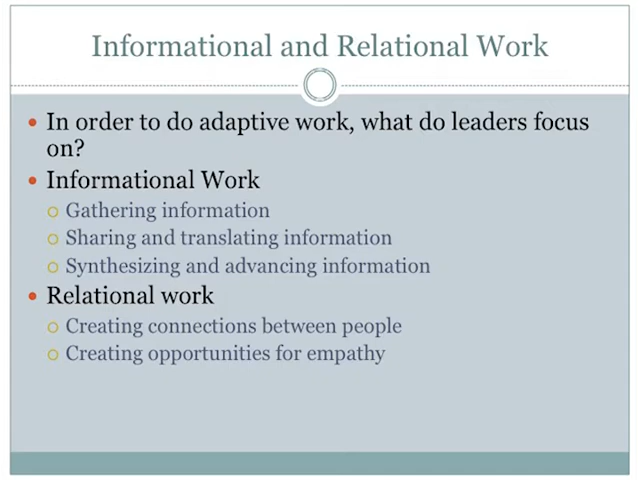 Informational and Relational Work
In order to do adaptive work, what do leaders focus
on?
Informational Work
Gathering information
Sharing and translating information
Synthesizing and advancing information
Relational work
Creating connections between people
Creating opportunities for empathy